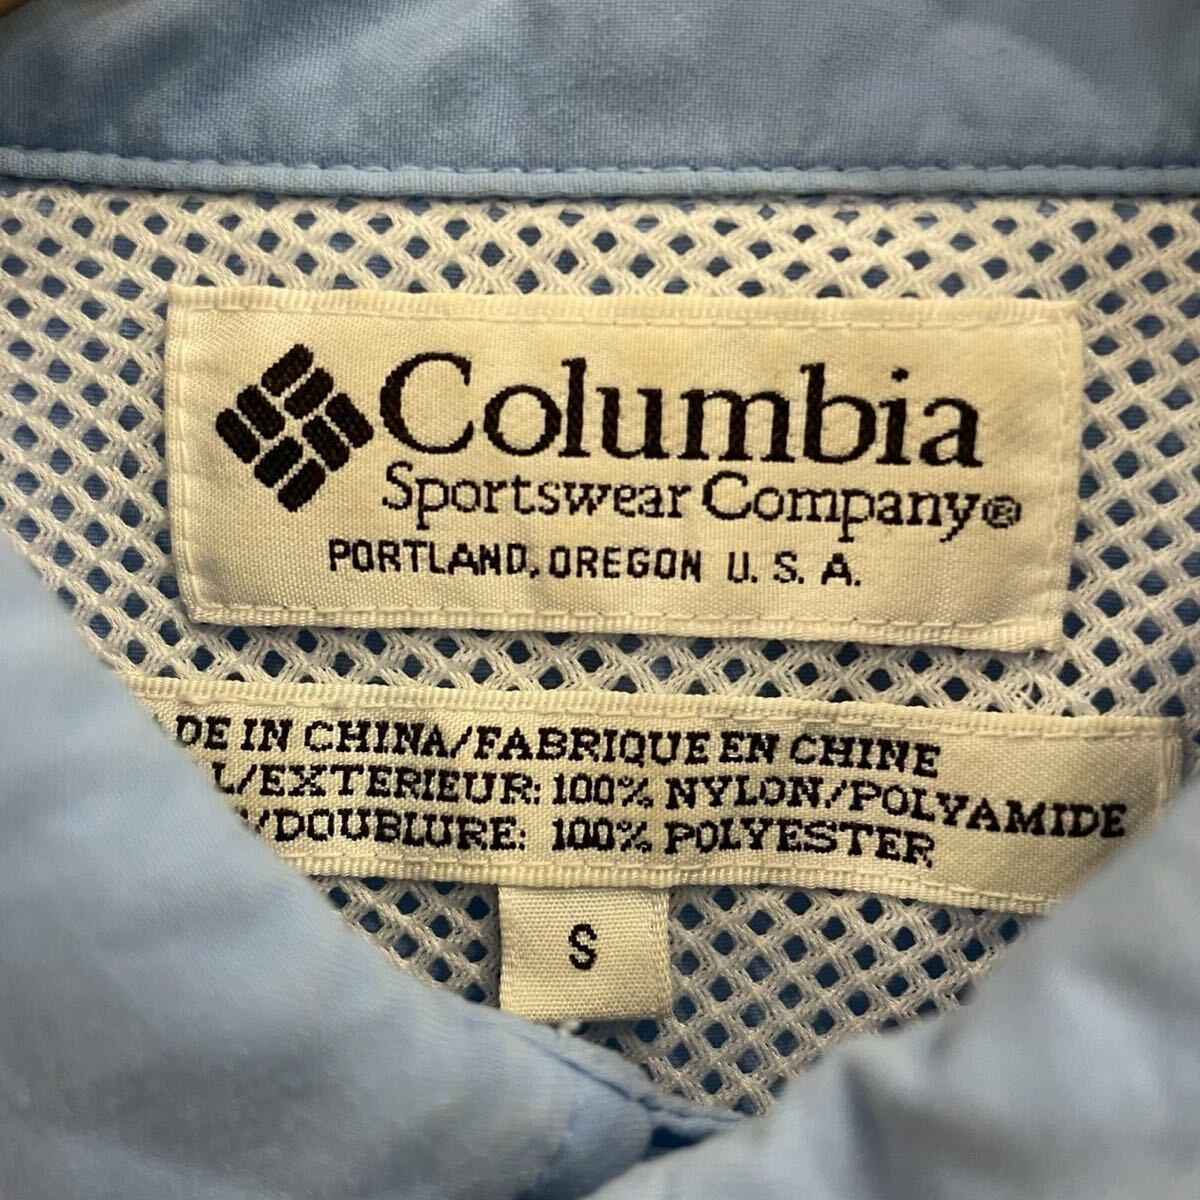 Columbia
Sportswear Company®
PORTLAND, OREGON U. S. A.
DE IN CHINA/FABRIQUE EN CHINE
L/EXTERIEUR: 100% NYLON/POLYAMIDE
/DOUBLURE: 100% POLYESTER
S